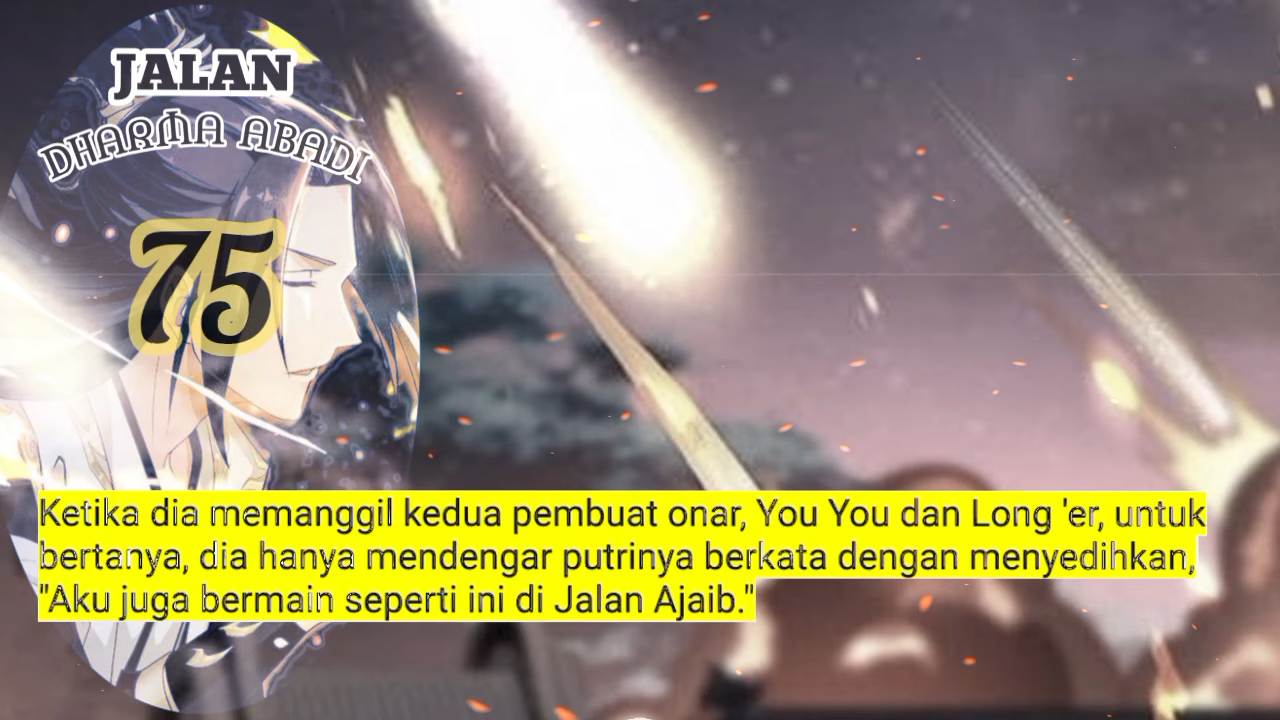 JALAN
DHARMA ABADI
75
Ketika dia memanggil kedua pembuat onar, You You dan Long 'er, untuk
bertanya, dia hanya mendengar putrinya berkata dengan menyedihkan,
"Aku juga bermain seperti ini di Jalan Ajaib."